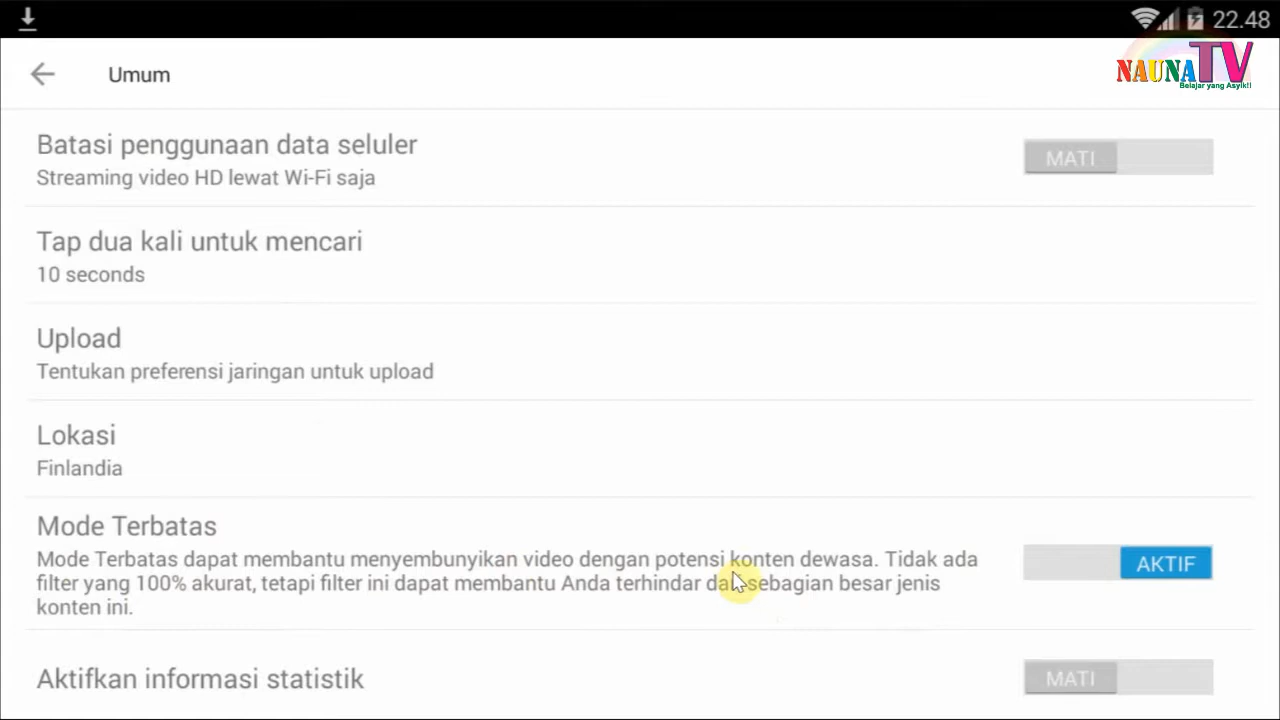 22.48
Umum
NAUNATV
Belajar yang Asyik!!
Batasi penggunaan data seluler
MATI
Streaming video HD lewat Wi-Fi saja
Tap dua kali untuk mencari
10 seconds
Upload
Tentukan preferensi jaringan untuk upload
Lokasi
Finlandia
Mode Terbatas
Mode Terbatas dapat membantu menyembunyikan video dengan potensi konten dewasa. Tidak ada
filter yang 100% akurat, tetapi filter ini dapat membantu Anda terhindar dari sebagian besar jenis
konten ini.
AKTIF
Aktifkan informasi statistik
MATI